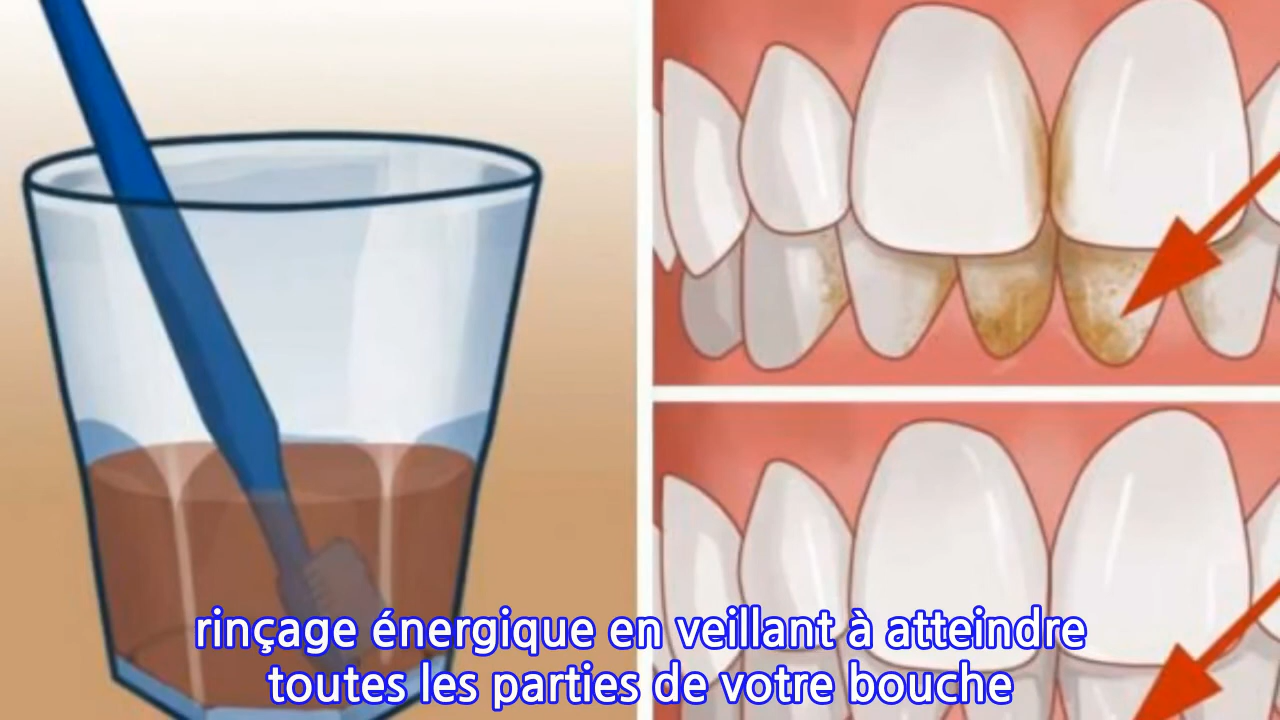 rinçage énergique en veillant à atteindre
toutes les parties de votre bouche